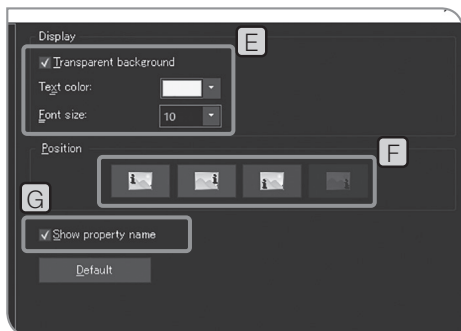 Display
E
Transparent background
Text color:
Font size:
10
Position
F
G
Show property name
Default